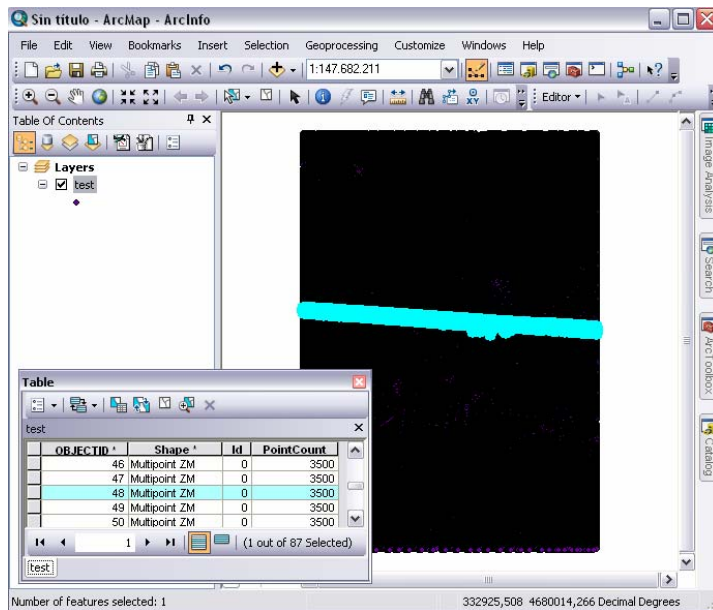 Sin título - ArcMap - ArcInfo
File Edit View Bookmarks Insert Selection Geoprocessing Customize Windows Help
1:147.682.211
Editor
Table Of Contents
Layers
test
Image Analysis
Search
ArcToolbox
Catalog
Table
test
OBJECTID * Shape * Id PointCount
46 Multipoint ZM 0 3500
47 Multipoint ZM 0 3500
48 Multipoint ZM 0 3500
49 Multipoint ZM 0 3500
50 Multipoint ZM 0 3500
1 (1 out of 87 Selected)
test
Number of features selected: 1 332925,508 4680014,266 Decimal Degrees